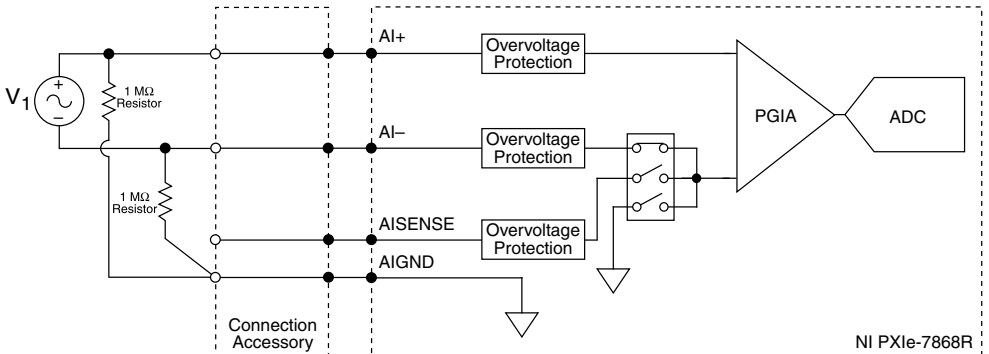 AI+
Overvoltage
Protection
V1
+
−
1 MΩ
Resistor
PGIA
ADC
AI−
Overvoltage
Protection
1 MΩ
Resistor
AISENSE
Overvoltage
Protection
AIGND
Connection
Accessory
NI PXIe-7868R